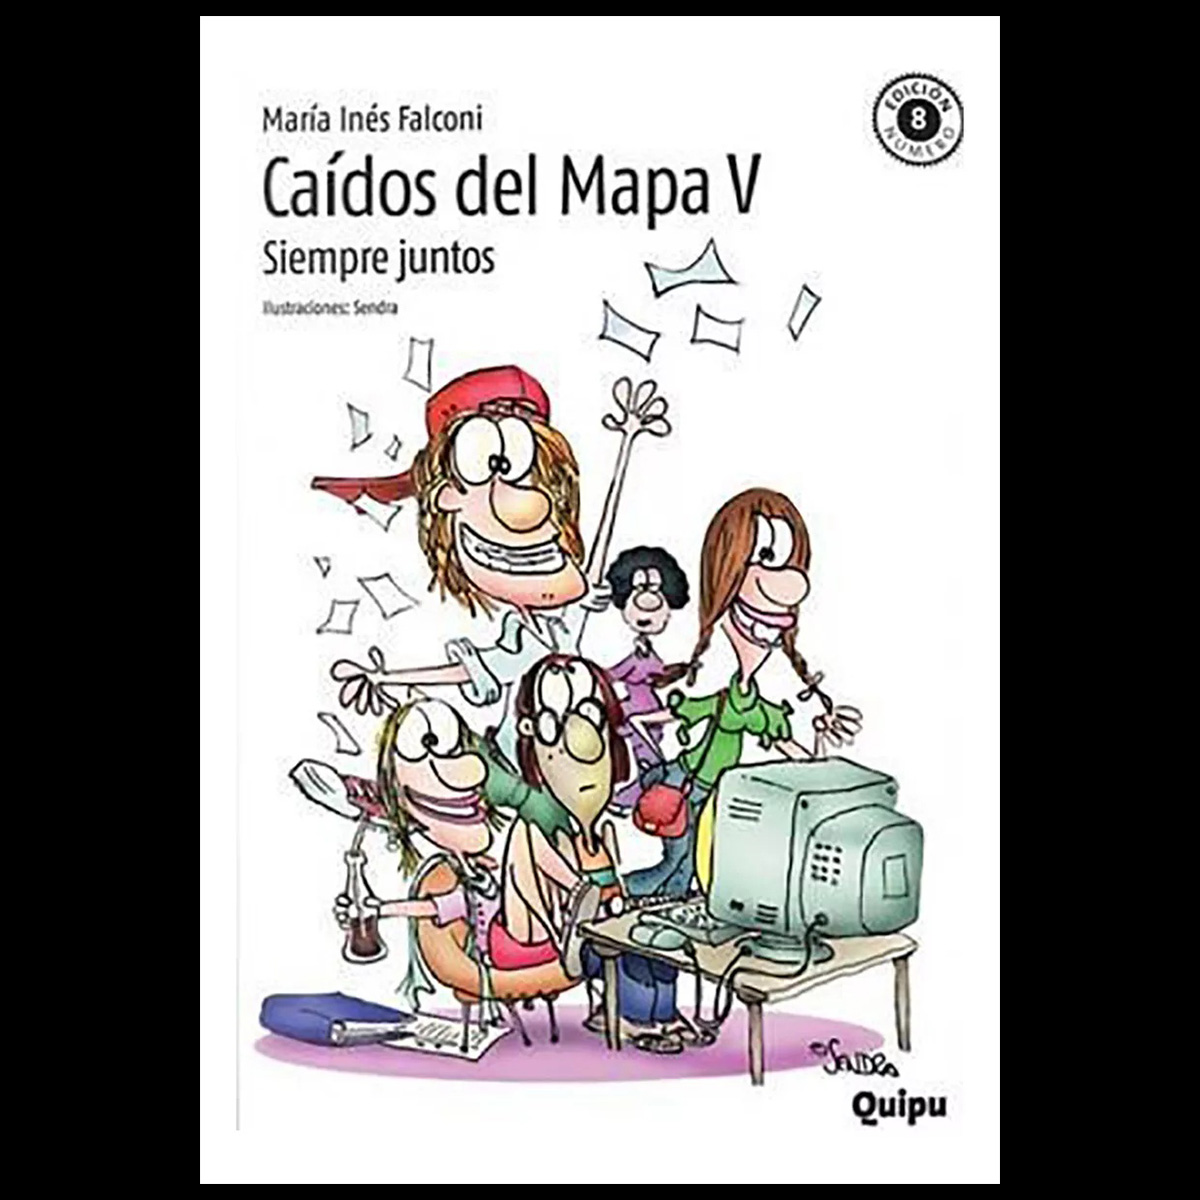 María Inés Falconi
EDICIÓN
8
NÚMERO
Caídos del Mapa V
Siempre juntos
Ilustraciones: Sendra
SENDRA
Quipu